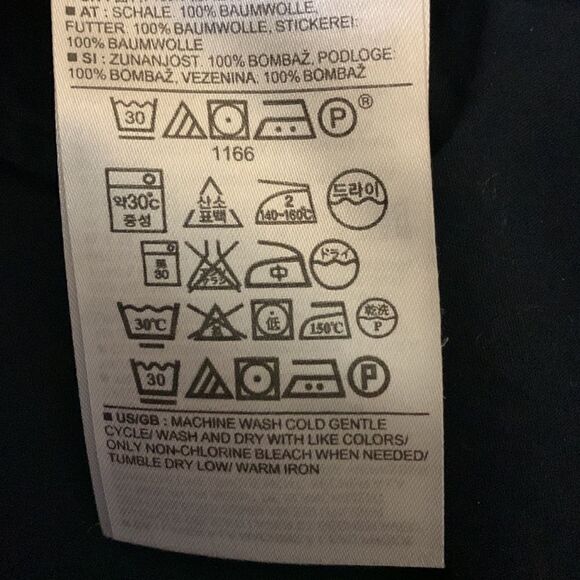 ■ AT : SCHALE, 100% BAUMWOLLE,
FUTTER, 100% BAUMWOLLE, STICKEREI:
100% BAUMWOLLE
■ SI : ZUNANJOST, 100% BOMBAŽ, PODLOGE:
100% BOMBAŽ, VEZENINA, 100% BOMBAŽ
30 P ®
1166
약30℃ 중성 산소 표백 2 140~160℃ 드라이
30 中 ドライ
30℃ 低 150℃ 乾洗 P
30 P
■ US/GB : MACHINE WASH COLD GENTLE
CYCLE/ WASH AND DRY WITH LIKE COLORS/
ONLY NON-CHLORINE BLEACH WHEN NEEDED/
TUMBLE DRY LOW/ WARM IRON